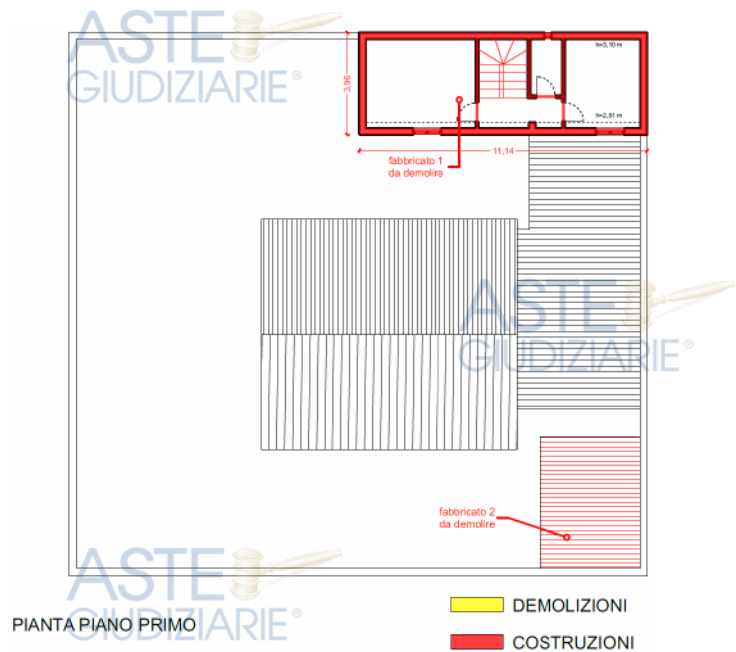 ASTE
GIUDIZIARIE®
h=3,10 m
3,96
h=2,51 m
11,14
fabbricato 1
da demolire
ASTE
GIUDIZIARIE®
fabbricato 2
da demolire
ASTE
GIUDIZIARIE®
DEMOLIZIONI
PIANTA PIANO PRIMO
COSTRUZIONI